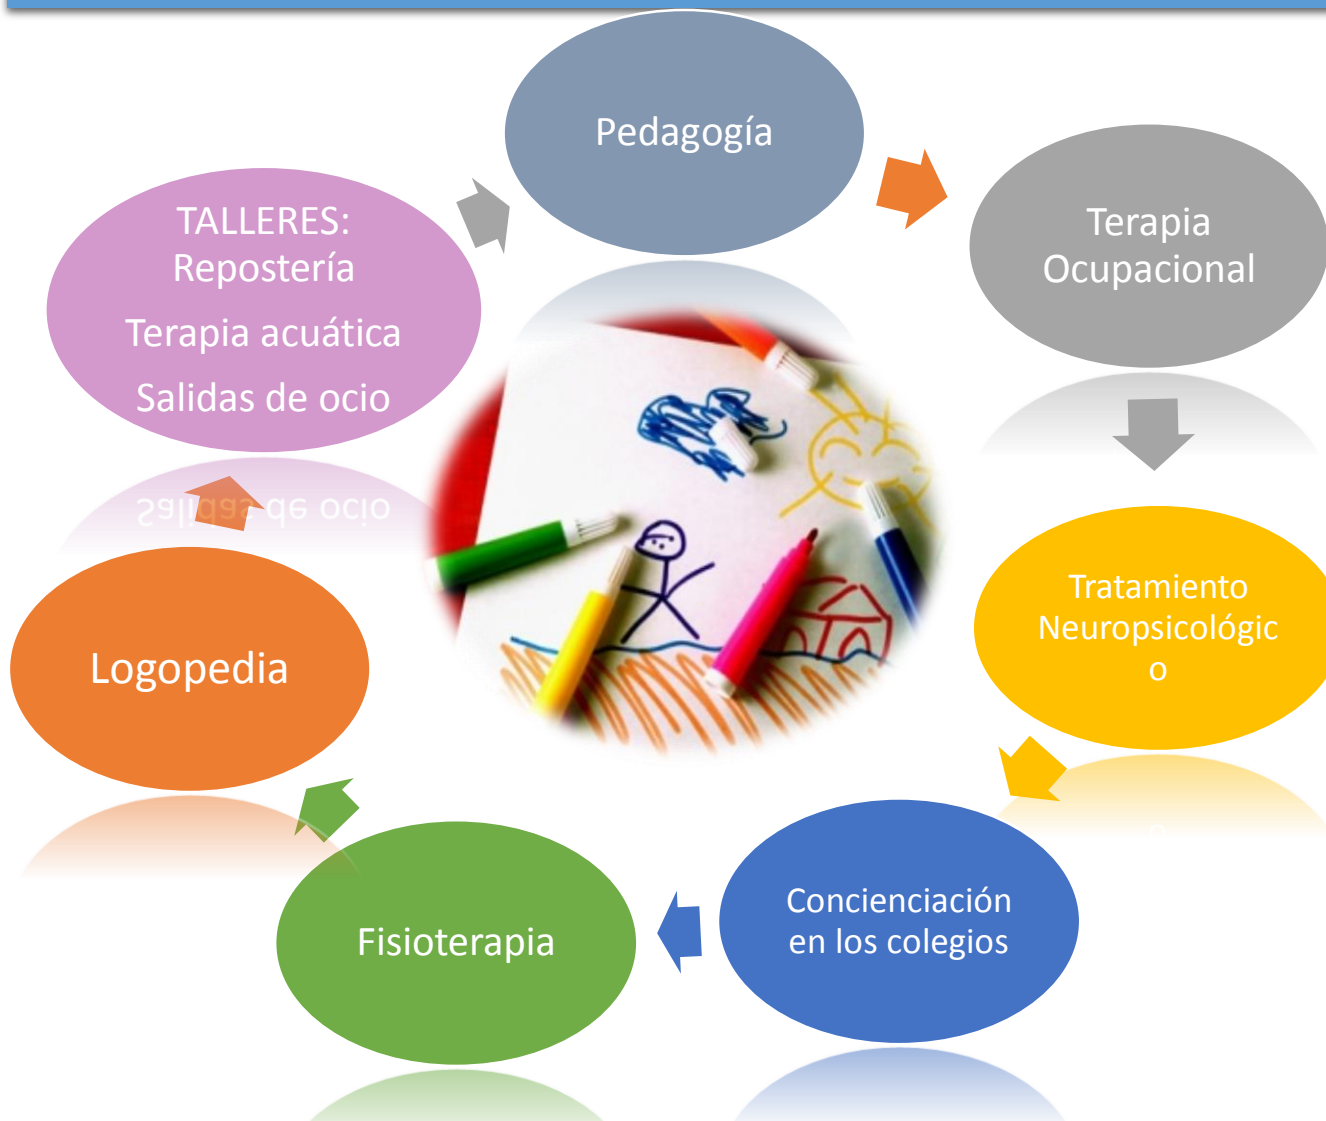 Pedagogía
Terapia
Ocupacional
Tratamiento
Neuropsicológic
o
Concienciación
en los colegios
Fisioterapia
Logopedia
TALLERES:
Repostería
Terapia acuática
Salidas de ocio